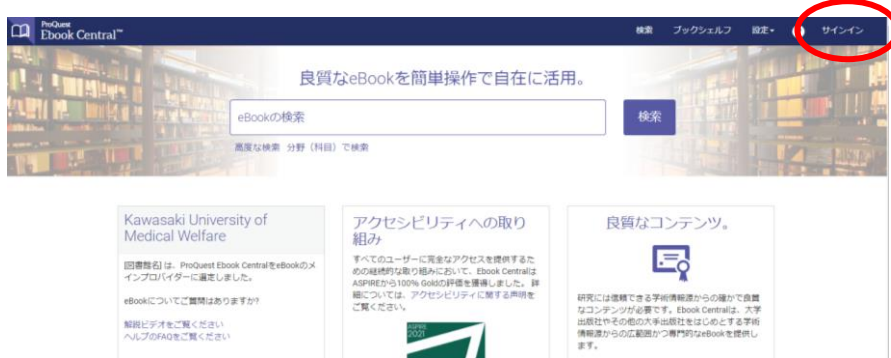 ProQuest
Ebook Central™
検索 ブックシェルフ 設定 サインイン
良質なeBookを簡単操作で自在に活用。
eBookの検索
検索
高度な検索 分野（科目）で検索
Kawasaki University of
Medical Welfare
[図書館名] は、ProQuest Ebook CentralをeBookのメ
インプロバイダーに選定しました。
eBookについてご質問はありますか?
解説ビデオをご覧ください
ヘルプのFAQをご覧ください
アクセシビリティへの取り
組み
すべてのユーザーに完全なアクセスを提供するた
めの継続的な取り組みにおいて、Ebook Centralは
ASPIREから100% Goldの評価を獲得しました。 詳
細については、アクセシビリティに関する声明を
ご覧ください。
ASPIRE
2021
良質なコンテンツ。
研究には信頼できる学術情報源からの確かで良質
なコンテンツが必要です。Ebook Centralは、大学
出版社やその他の大手出版社をはじめとする学術
情報源からの広範囲かつ専門的なeBookを提供し
ます。